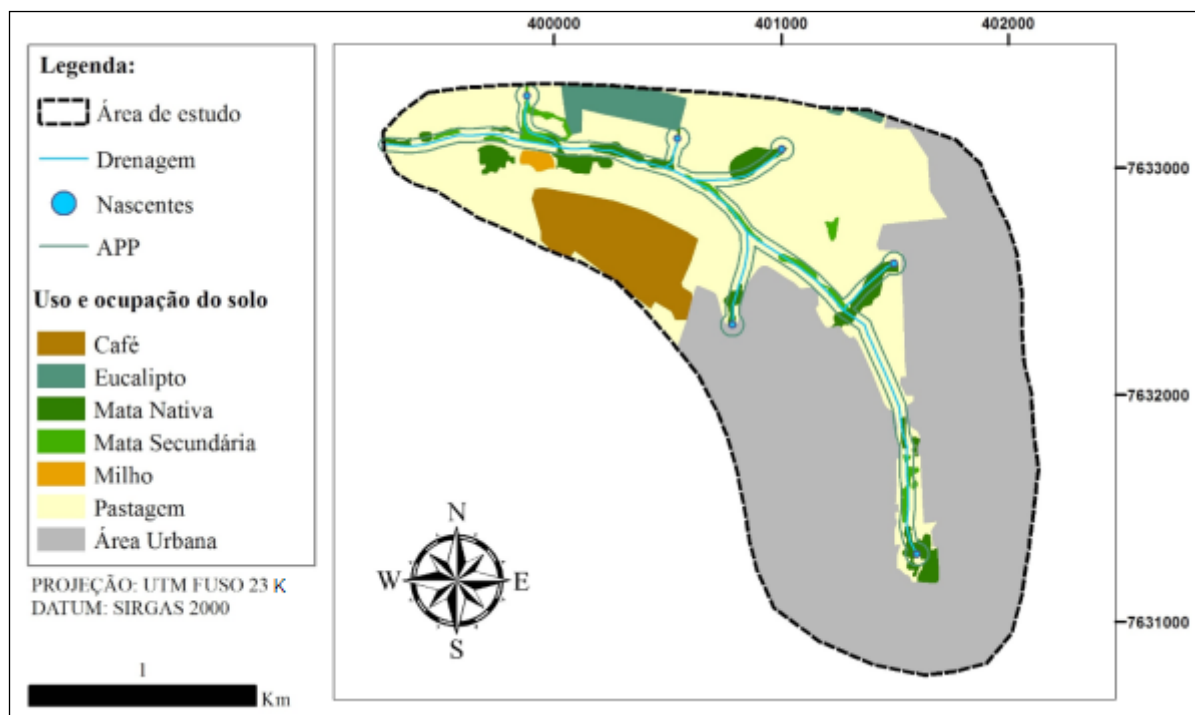 400000
401000
402000
Legenda:
Área de estudo
Drenagem
Nascentes
APP
Uso e ocupação do solo
Café
Eucalipto
Mata Nativa
Mata Secundária
Milho
Pastagem
Área Urbana
PROJEÇÃO: UTM FUSO 23 K
DATUM: SIRGAS 2000
1
Km
N
W
E
S
7633000
7632000
7631000